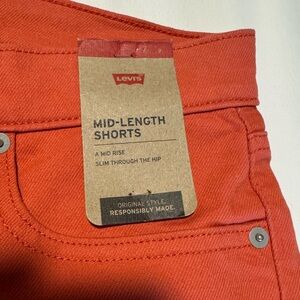 Levi's
MID-LENGTH
SHORTS
A MID RISE
SLIM THROUGH THE HIP
ORIGINAL STYLE.
RESPONSIBLY MADE.